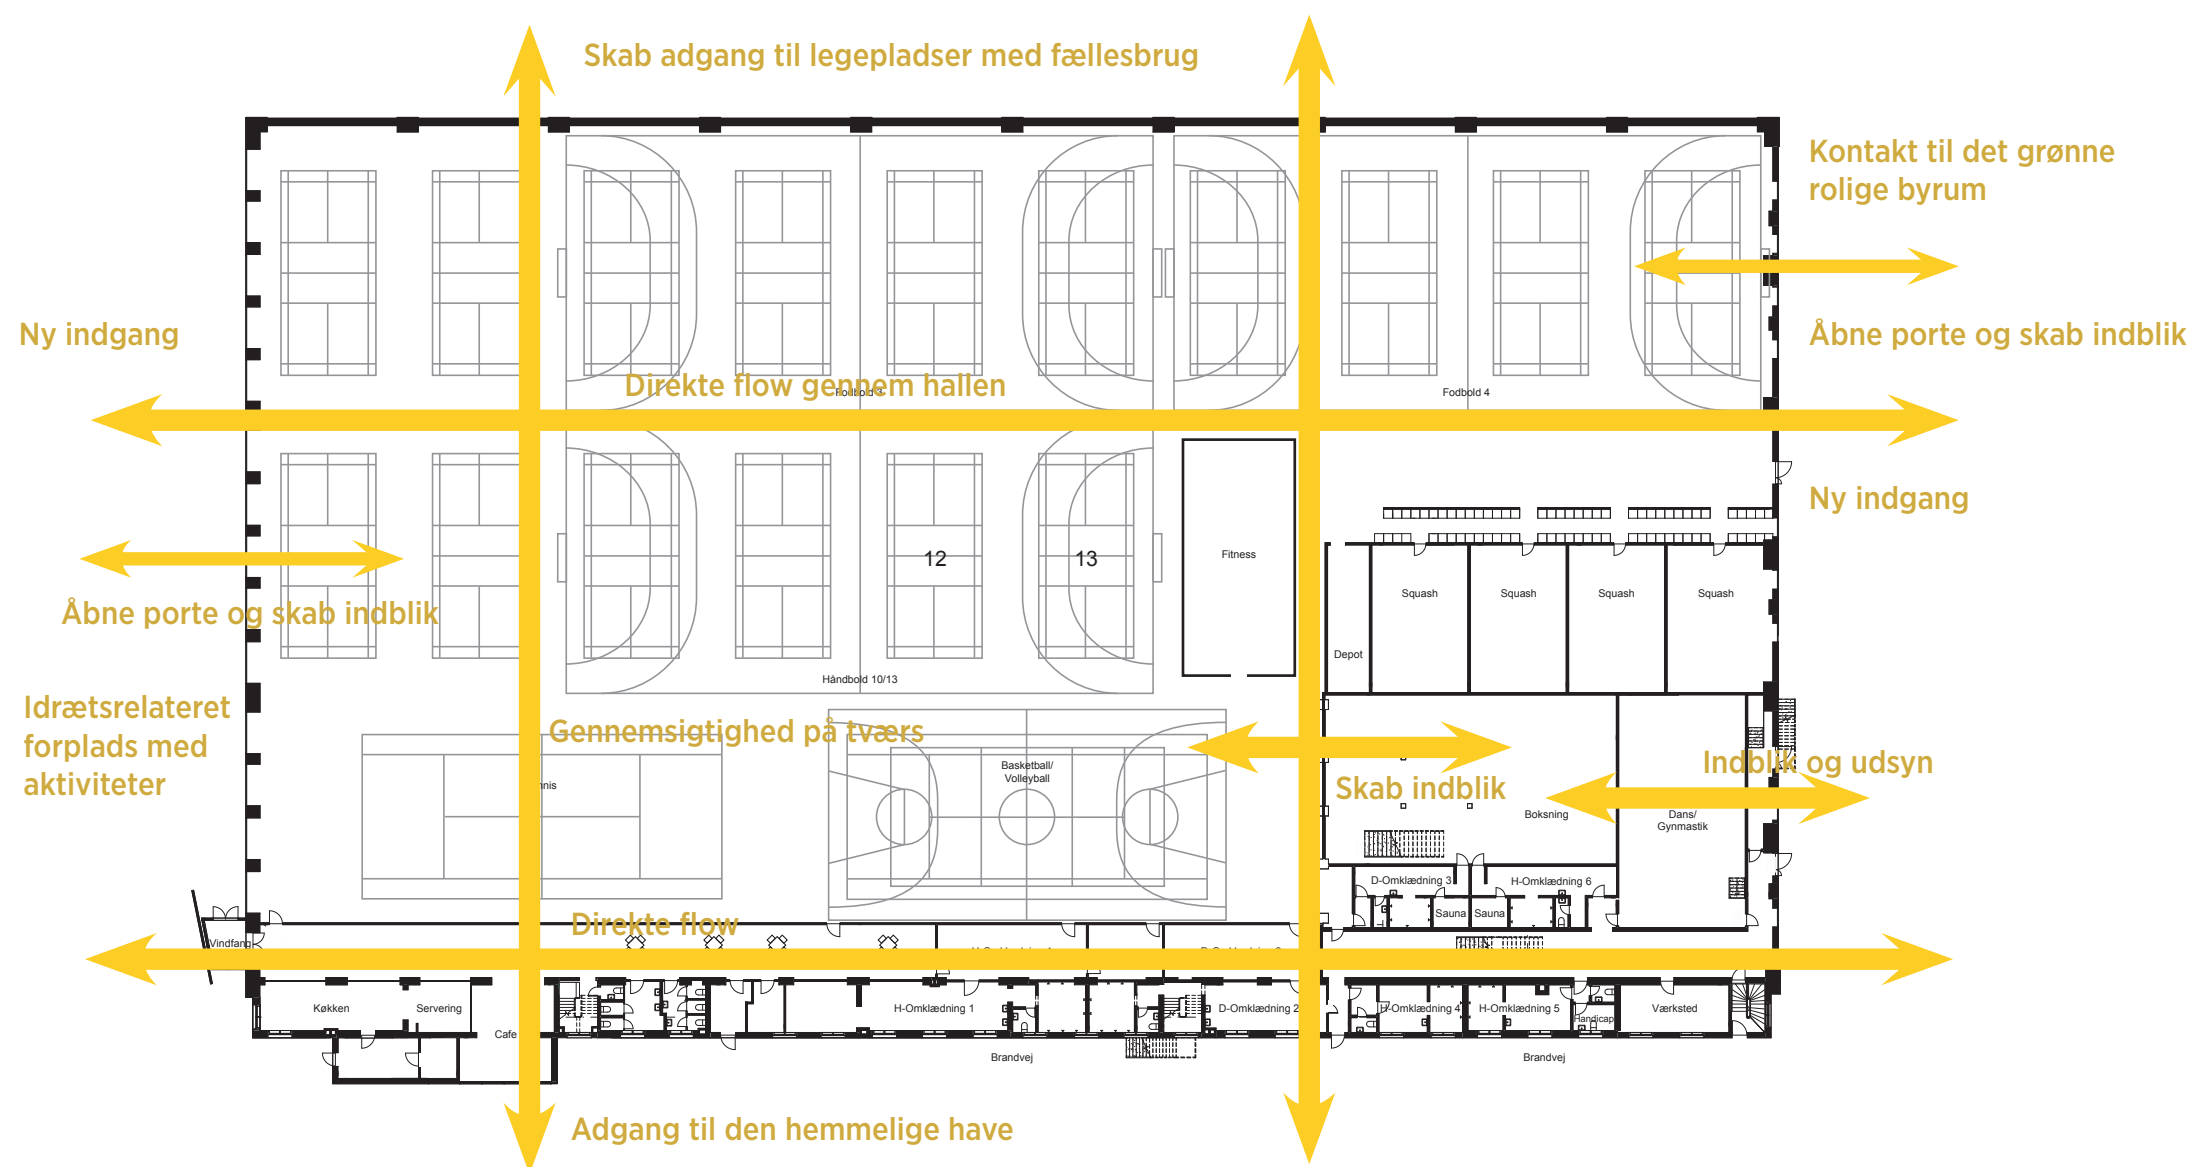 Skab adgang til legepladser med fællesbrug
Kontakt til det grønne
rolige byrum
Ny indgang
Åbne porte og skab indblik
Direkte flow gennem hallen
Fodbold 3
Fodbold 4
Ny indgang
12
13
Fitness
Squash
Squash
Squash
Squash
Åbne porte og skab indblik
Depot
Håndbold 10/13
Idrætsrelateret
forplads med
aktiviteter
Gennemsigtighed på tværs
Basketball/
Volleyball
Skab indblik
Indblik og udsyn
Boksning
Dans/
Gynmastik
D-Omklædning 3
H-Omklædning 6
Sauna
Sauna
Direkte flow
Vindfang
Køkken
Servering
H-Omklædning 1
D-Omklædning 2
H-Omklædning 4
H-Omklædning 5
Handicap
Værksted
Cafe
Brandvej
Brandvej
Adgang til den hemmelige have